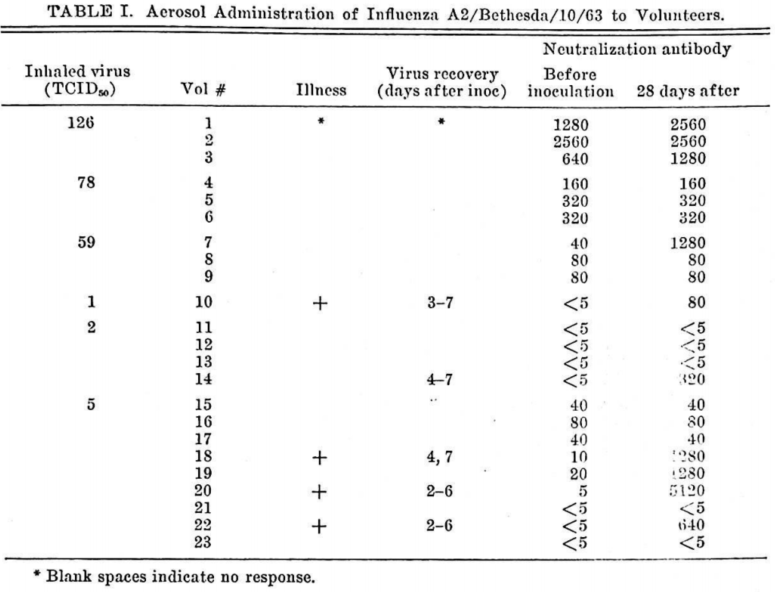 TABLE I. Aerosol Administration of Influenza A2/Bethesda/10/63 to Volunteers.
Neutralization antibody
Inhaled virus (TCID₅₀) Vol # Illness Virus recovery (days after inoc) Before inoculation 28 days after
126 1 * * 1280 2560
2 2560 2560
3 640 1280
78 4 160 160
5 320 320
6 320 320
59 7 40 1280
8 80 80
9 80 80
1 10 + 3–7 <5 80
2 11 <5 <5
12 <5 <5
13 <5 <5
14 4–7 <5 320
5 15 40 40
16 80 80
17 40 40
18 + 4, 7 10
19 20
20 + 2–6 5 5120
21 <5 <5
22 + 2–6 <5 640
23 <5 <5
* Blank spaces indicate no response.